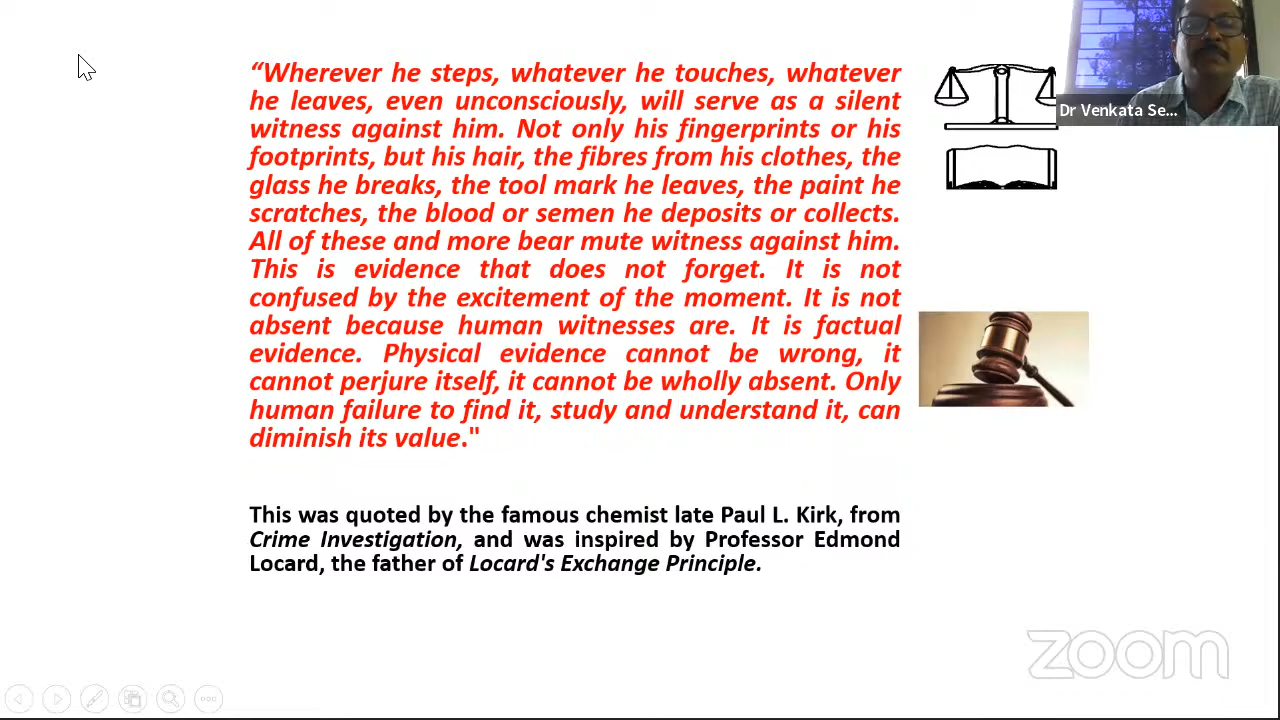 “Wherever he steps, whatever he touches, whatever
he leaves, even unconsciously, will serve as a silent
witness against him. Not only his fingerprints or his
footprints, but his hair, the fibres from his clothes, the
glass he breaks, the tool mark he leaves, the paint he
scratches, the blood or semen he deposits or collects.
All of these and more bear mute witness against him.
This is evidence that does not forget. It is not
confused by the excitement of the moment. It is not
absent because human witnesses are. It is factual
evidence. Physical evidence cannot be wrong, it
cannot perjure itself, it cannot be wholly absent. Only
human failure to find it, study and understand it, can
diminish its value."
This was quoted by the famous chemist late Paul L. Kirk, from
Crime Investigation, and was inspired by Professor Edmond
Locard, the father of Locard's Exchange Principle.
Dr Venkata Se...
zoom